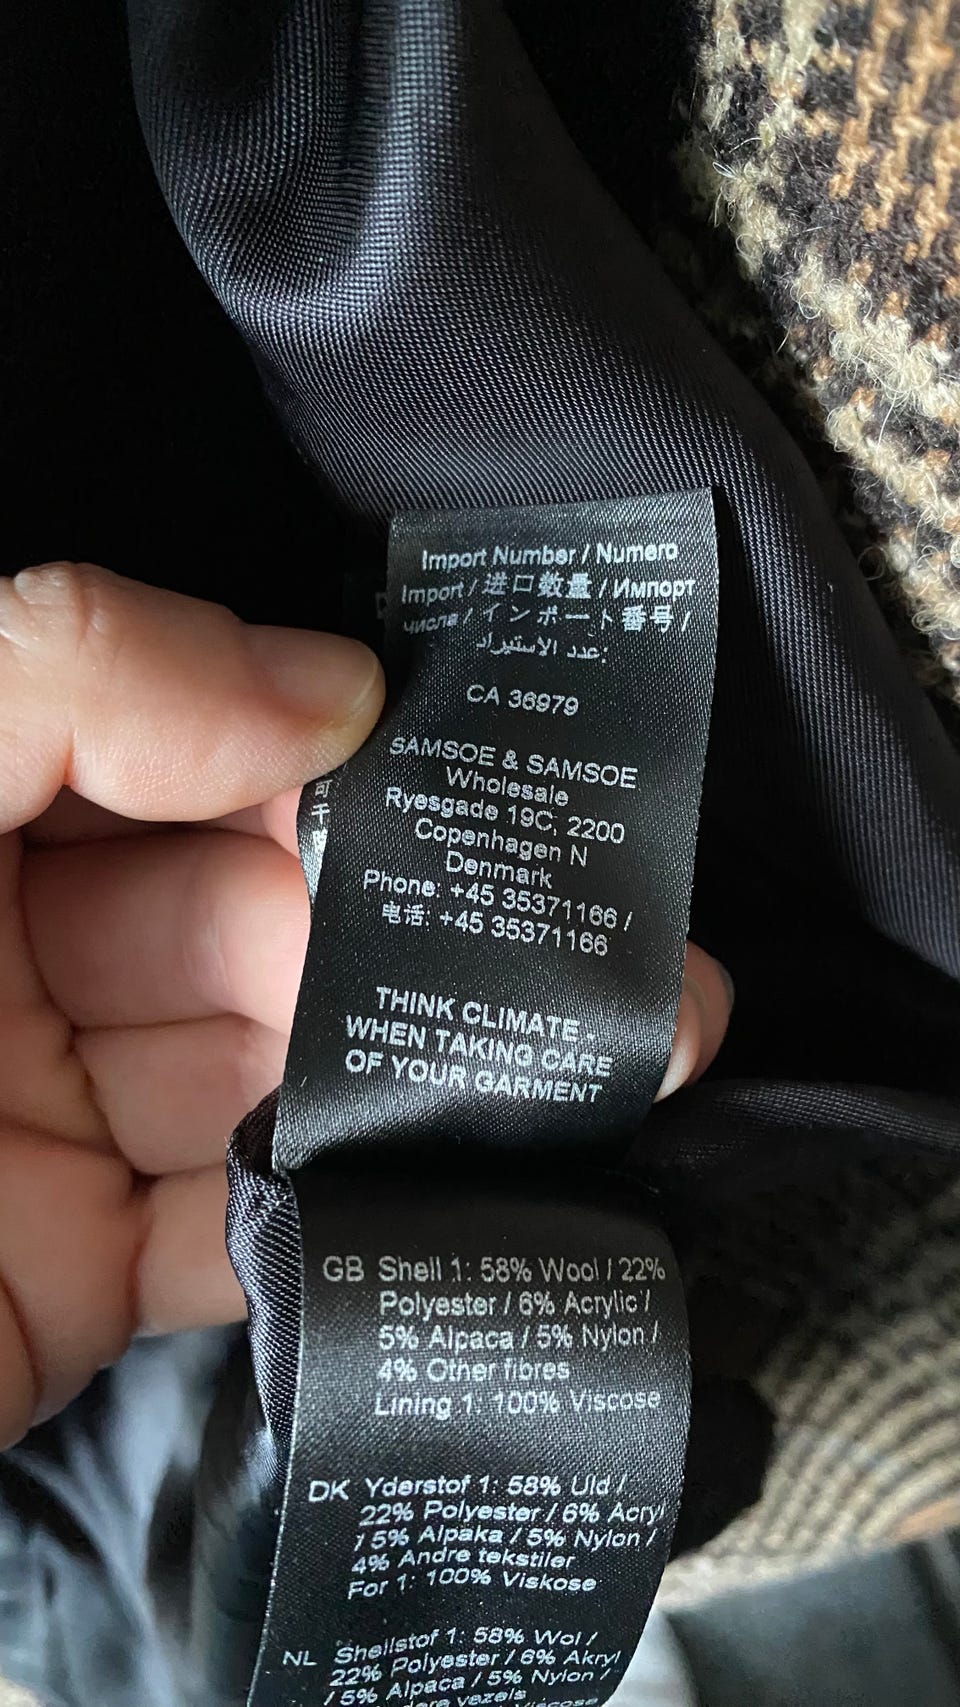 Import Number / Numero
Import / 进口数量 / Импорт
числа / インポート番号 /
عدد الاستيراد:
CA 36979
SAMSOE & SAMSOE
Wholesale
Ryesgade 19C, 2200
Copenhagen N
Denmark
Phone: +45 35371166 /
电话: +45 35371166
THINK CLIMATE -
WHEN TAKING CARE
OF YOUR GARMENT
GB Shell 1: 58% Wool / 22%
Polyester / 6% Acrylic /
5% Alpaca / 5% Nylon /
4% Other fibres
Lining 1: 100% Viscose
DK Yderstof 1: 58% Uld /
22% Polyester / 6% Acryl
/ 5% Alpaka / 5% Nylon /
4% Andre tekstiler
For 1: 100% Viskose
NL Shellstof 1: 58% Wol /
22% Polyester / 6% Akryl
/ 5% Alpaca / 5% Nylon /
vezels